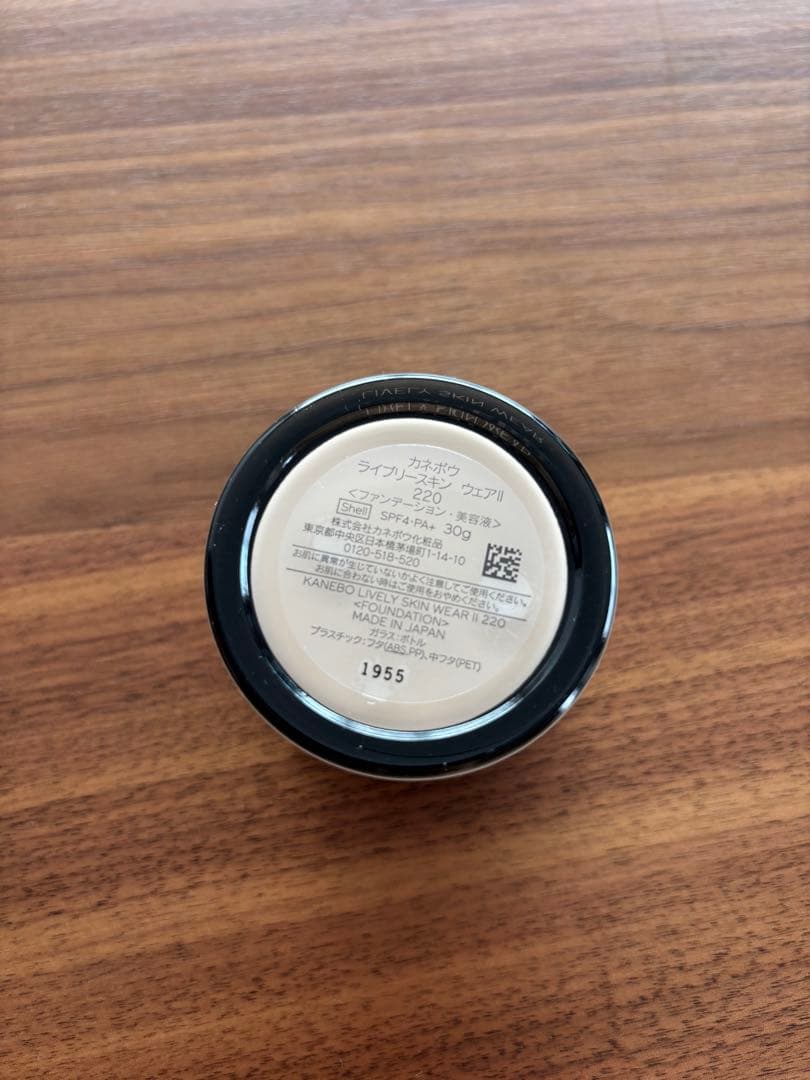 カネボウ
ライブリースキン ウェアII
220
<ファンデーション・美容液>
Shell SPF4・PA+ 30g
株式会社カネボウ化粧品
東京都中央区日本橋茅場町1-14-10
0120-518-520
お肌に異常が生じていないかよく注意してご使用ください。
お肌に合わない時はご使用をおやめください。
KANEBO LIVELY SKIN WEAR II 220
<FOUNDATION>
MADE IN JAPAN
ガラス:ボトル
プラスチック:フタ(ABS,PP)、中フタ(PET)
1955
LIVELY SKIN WEAR